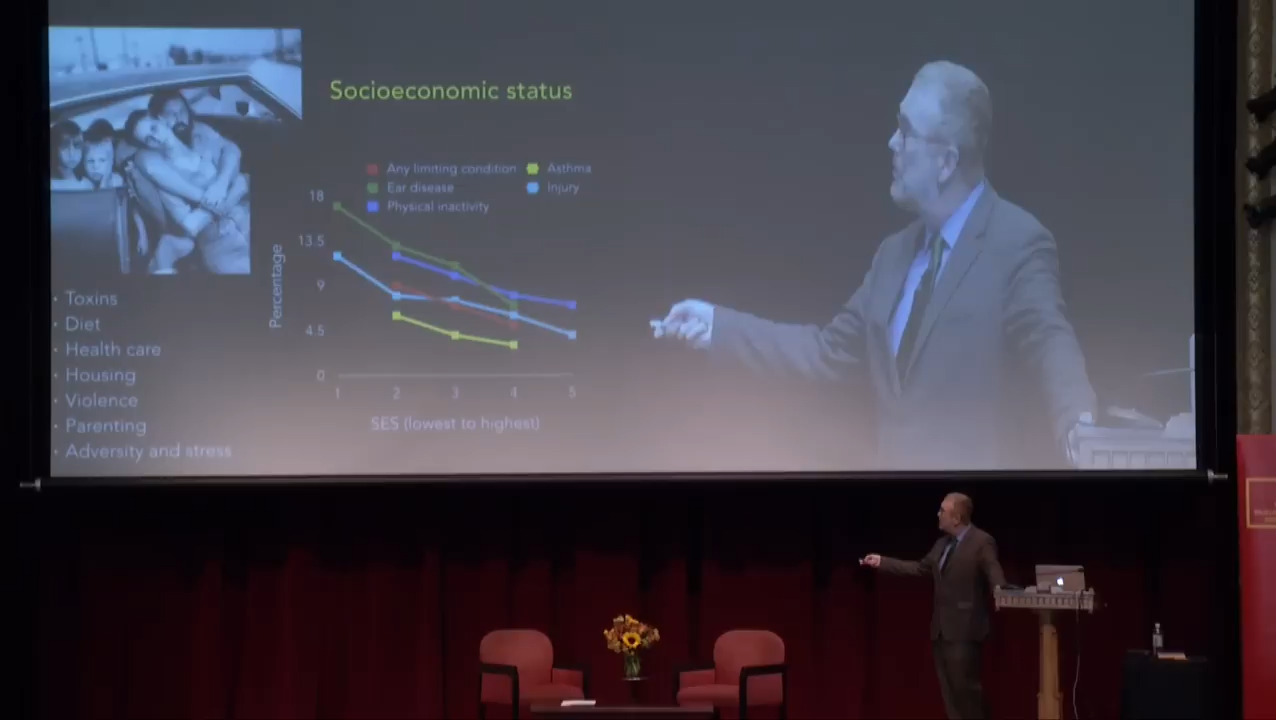 Socioeconomic status
Any limiting condition
Asthma
Ear disease
Injury
Physical inactivity
18
13.5
9
4.5
0
Percentage
1 2 3 4 5
SES (lowest to highest)
· Toxins
· Diet
· Health care
· Housing
· Violence
· Parenting
· Adversity and stress